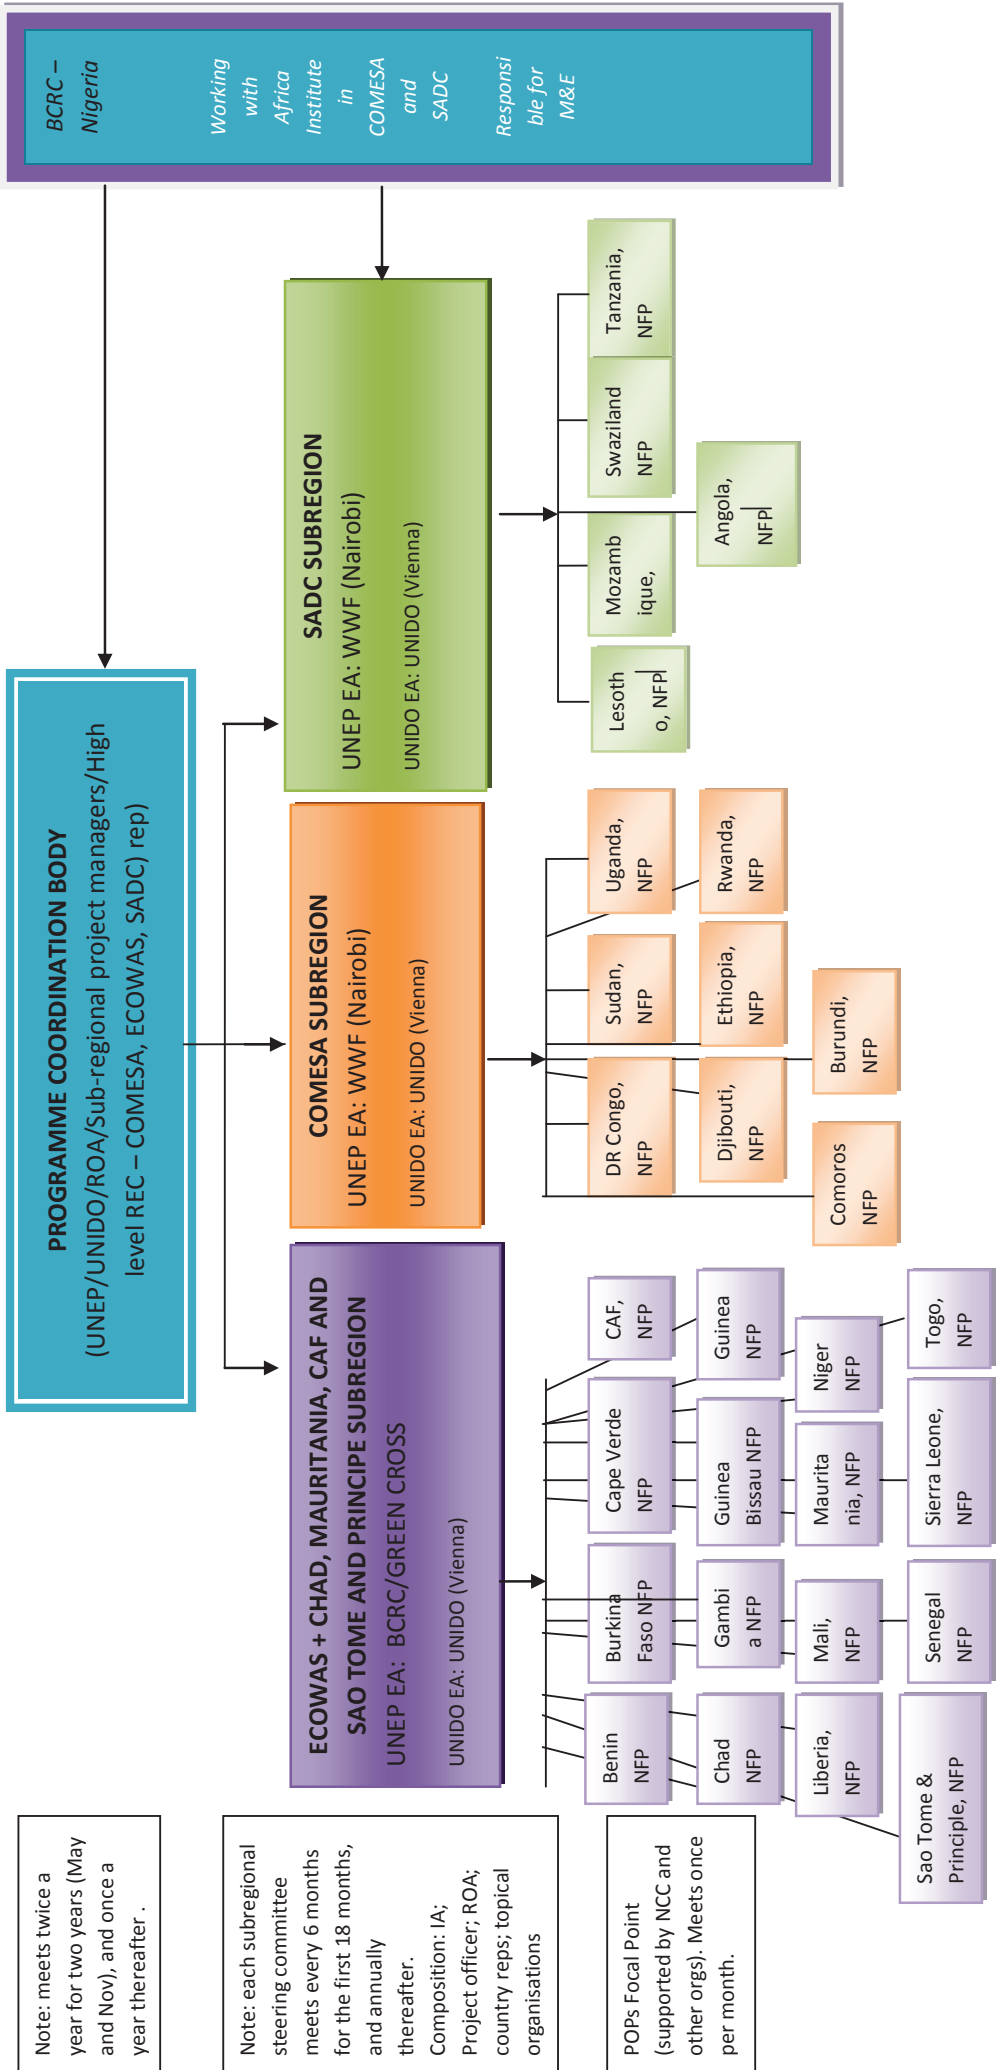 Note: meets twice a
year for two years (May
and Nov), and once a
year thereafter .
PROGRAMME COORDINATION BODY
(UNEP/UNIDO/ROA/Sub-regional project managers/High
level REC – COMESA, ECOWAS, SADC) rep)
BCRC –
Nigeria
Working
with
Africa
Institute
in
COMESA
and
SADC
Responsi
ble for
M&E
Note: each subregional
steering committee
meets every 6 months
for the first 18 months,
and annually
thereafter.
Composition: IA;
Project officer; ROA;
country reps; topical
organisations
ECOWAS + CHAD, MAURITANIA, CAF AND
SAO TOME AND PRINCIPE SUBREGION
UNEP EA: BCRC/GREEN CROSS
UNIDO EA: UNIDO (Vienna)
COMESA SUBREGION
UNEP EA: WWF (Nairobi)
UNIDO EA: UNIDO (Vienna)
SADC SUBREGION
UNEP EA: WWF (Nairobi)
UNIDO EA: UNIDO (Vienna)
POPs Focal Point
(supported by NCC and
other orgs). Meets once
per month.
Benin
NFP
Burkina
Faso NFP
Cape Verde
NFP
CAF,
NFP
Chad
NFP
Gambi
a NFP
Guinea
Bissau NFP
Guinea
NFP
Liberia,
NFP
Mali,
NFP
Maurita
nia, NFP
Niger
NFP
Sao Tome &
Principle, NFP
Senegal
NFP
Sierra Leone,
NFP
Togo,
NFP
DR Congo,
NFP
Sudan,
NFP
Uganda,
NFP
Djibouti,
NFP
Ethiopia,
NFP
Rwanda,
NFP
Comoros
NFP
Burundi,
NFP
Lesoth
o, NFP
Mozamb
ique,
Swaziland
NFP
Tanzania,
NFP
Angola,
NFP